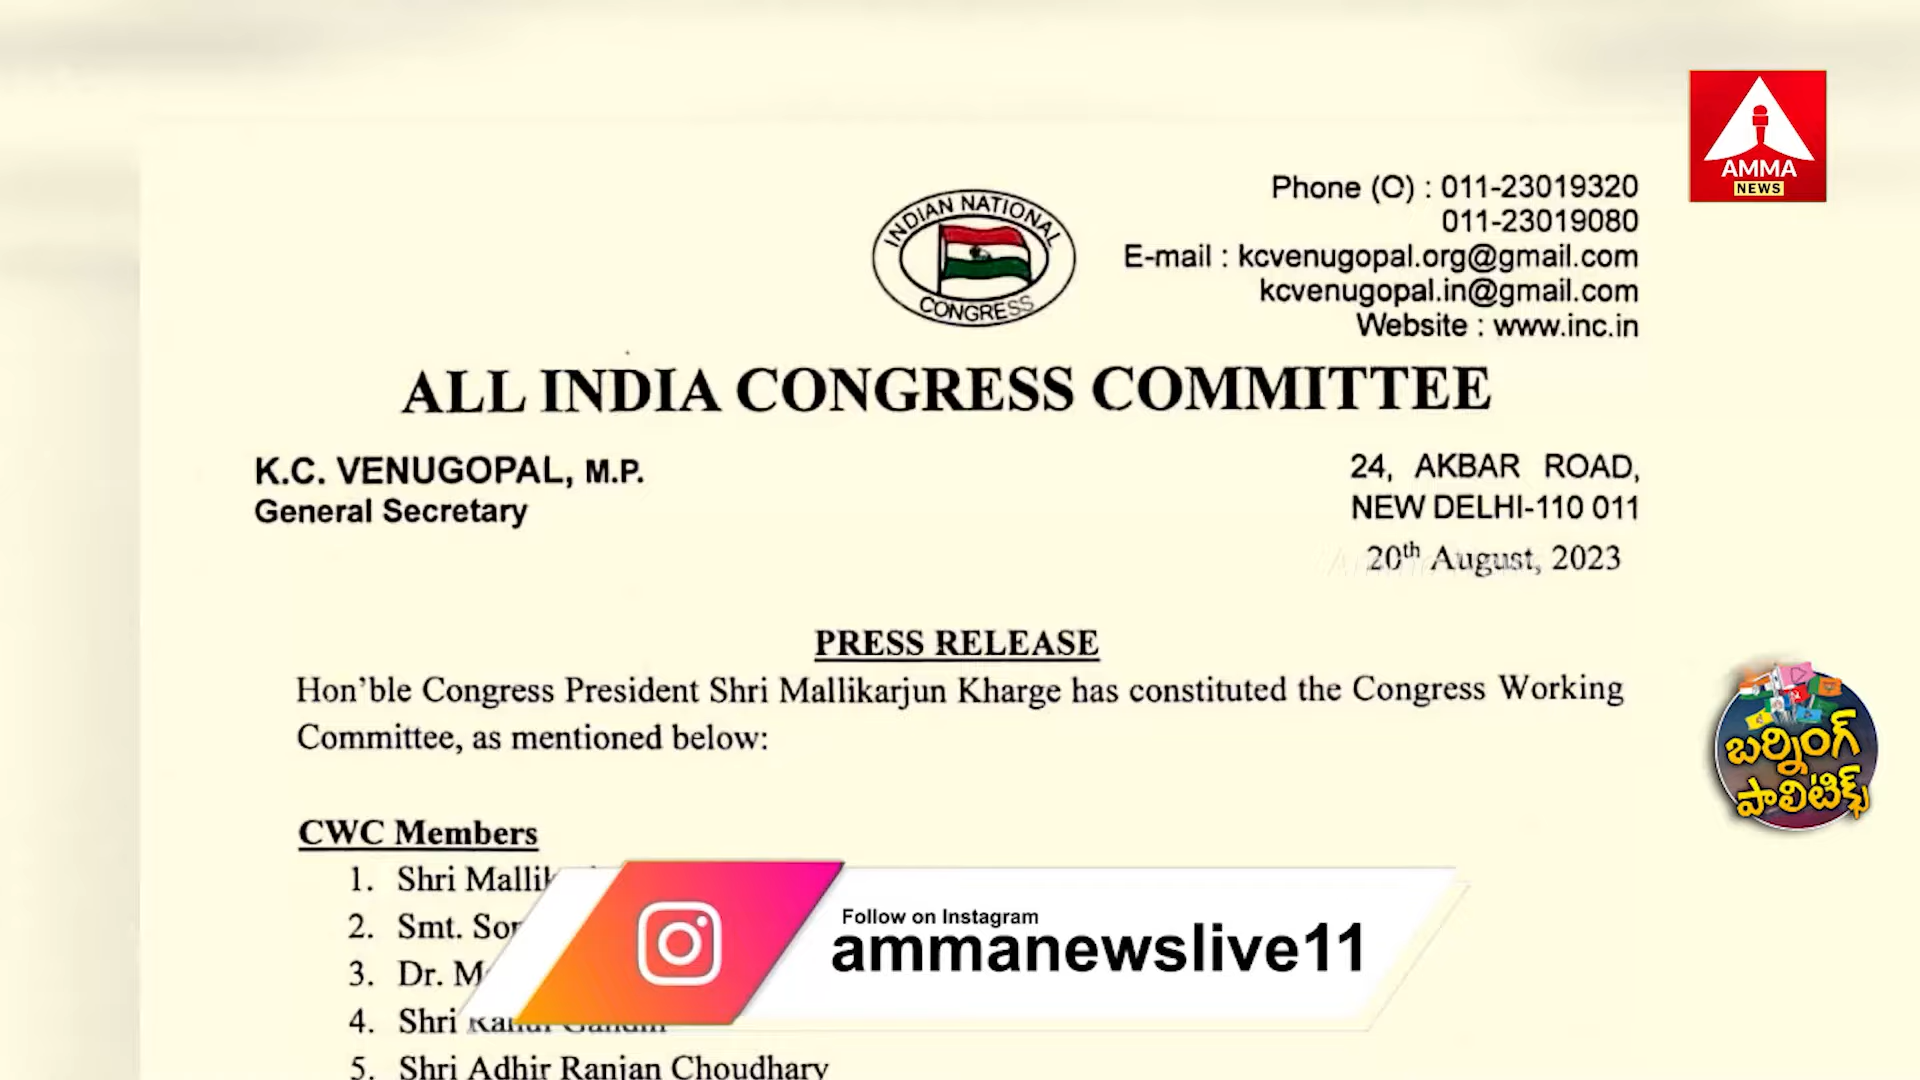 AMMA
NEWS
INDIAN NATIONAL
CONGRESS
Phone (O) : 011-23019320
011-23019080
E-mail : kcvenugopal.org@gmail.com
kcvenugopal.in@gmail.com
Website : www.inc.in
ALL INDIA CONGRESS COMMITTEE
K.C. VENUGOPAL, M.P.
General Secretary
24, AKBAR ROAD,
NEW DELHI-110 011
20th August, 2023
PRESS RELEASE
Hon'ble Congress President Shri Mallikarjun Kharge has constituted the Congress Working
Committee, as mentioned below:
CWC Members
1. Shri
2. Smt.
3. Dr.
4. Shri Rahul Gandhi
5. Shri Adhir Ranjan Choudhary
Follow on Instagram
ammanewslive11
బర్నింగ్
పాలిటిక్స్